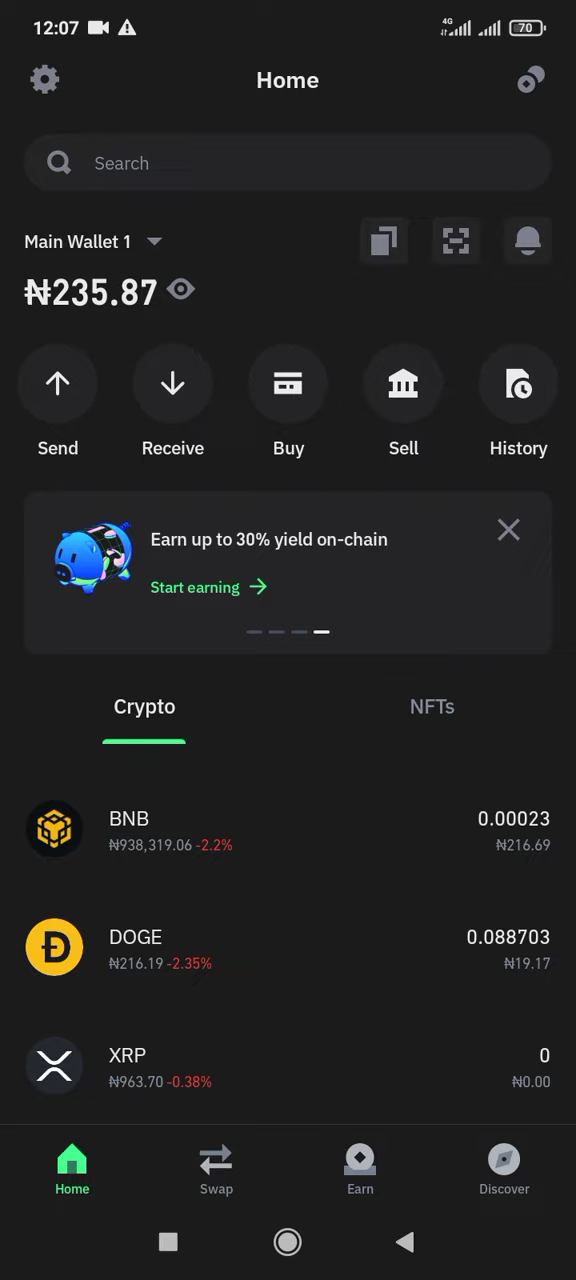 12:07 4G 70
Home
Search
Main Wallet 1
₦235.87
Send Receive Buy Sell History
Earn up to 30% yield on-chain
Start earning →
Crypto NFTs
BNB 0.00023
₦938,319.06 -2.2% ₦216.69
DOGE 0.088703
₦216.19 -2.35% ₦19.17
XRP 0
₦963.70 -0.38% ₦0.00
Home Swap Earn Discover